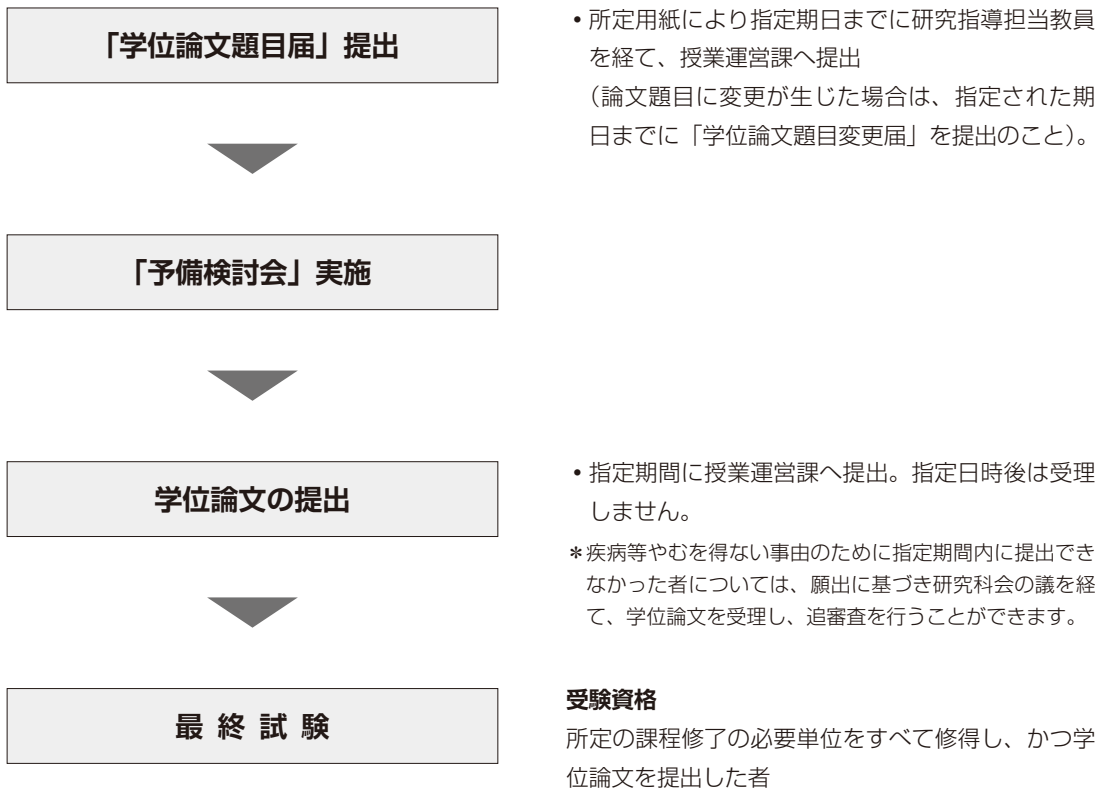 「学位論文題目届」提出
•所定用紙により指定期日までに研究指導担当教員
を経て、授業運営課へ提出
（論文題目に変更が生じた場合は、指定された期
日までに「学位論文題目変更届」を提出のこと）。
「予備検討会」実施
学位論文の提出
•指定期間に授業運営課へ提出。指定日時後は受理
しません。
＊疾病等やむを得ない事由のために指定期間内に提出でき
なかった者については、願出に基づき研究科会の議を経
て、学位論文を受理し、追審査を行うことができます。
最 終 試 験
受験資格
所定の課程修了の必要単位をすべて修得し、かつ学
位論文を提出した者